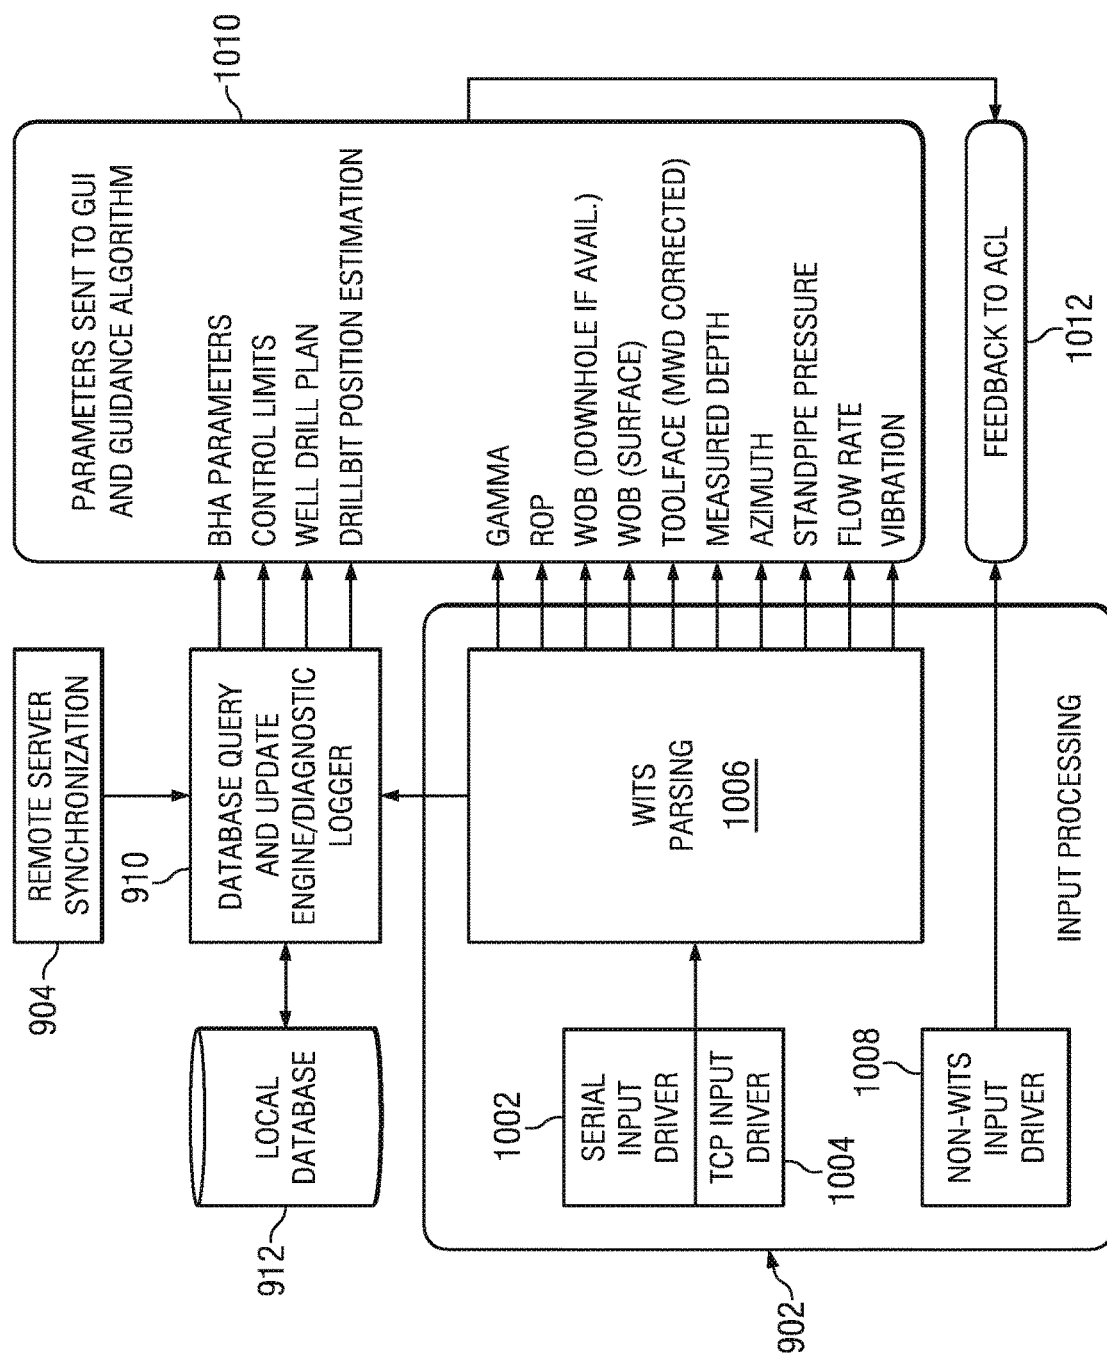 904
REMOTE SERVER
SYNCHRONIZATION
912
LOCAL
DATABASE
910
DATABASE QUERY
AND UPDATE
ENGINE/DIAGNOSTIC
LOGGER
1010
PARAMETERS SENT TO GUI
AND GUIDANCE ALGORITHM
BHA PARAMETERS
CONTROL LIMITS
WELL DRILL PLAN
DRILLBIT POSITION ESTIMATION
GAMMA
ROP
WOB (DOWNHOLE IF AVAIL.)
WOB (SURFACE)
TOOLFACE (MWD CORRECTED)
MEASURED DEPTH
AZIMUTH
STANDPIPE PRESSURE
FLOW RATE
VIBRATION
902
1002
SERIAL
INPUT
DRIVER
TCP INPUT
DRIVER
1004
WITS
PARSING
1006
1008
NON-WITS
INPUT
DRIVER
INPUT PROCESSING
FEEDBACK TO ACL
1012